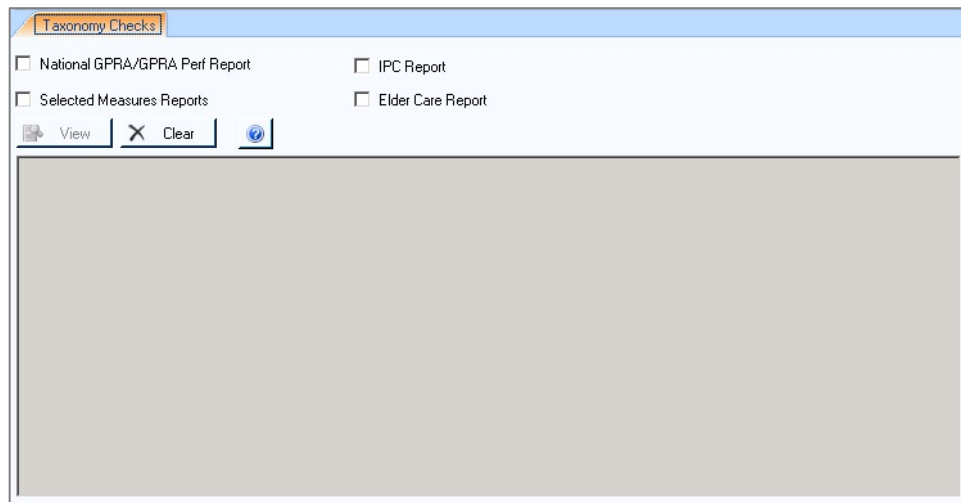 Taxonomy Checks
National GPRA/GPRA Perf Report
IPC Report
Selected Measures Reports
Elder Care Report
View
Clear
?